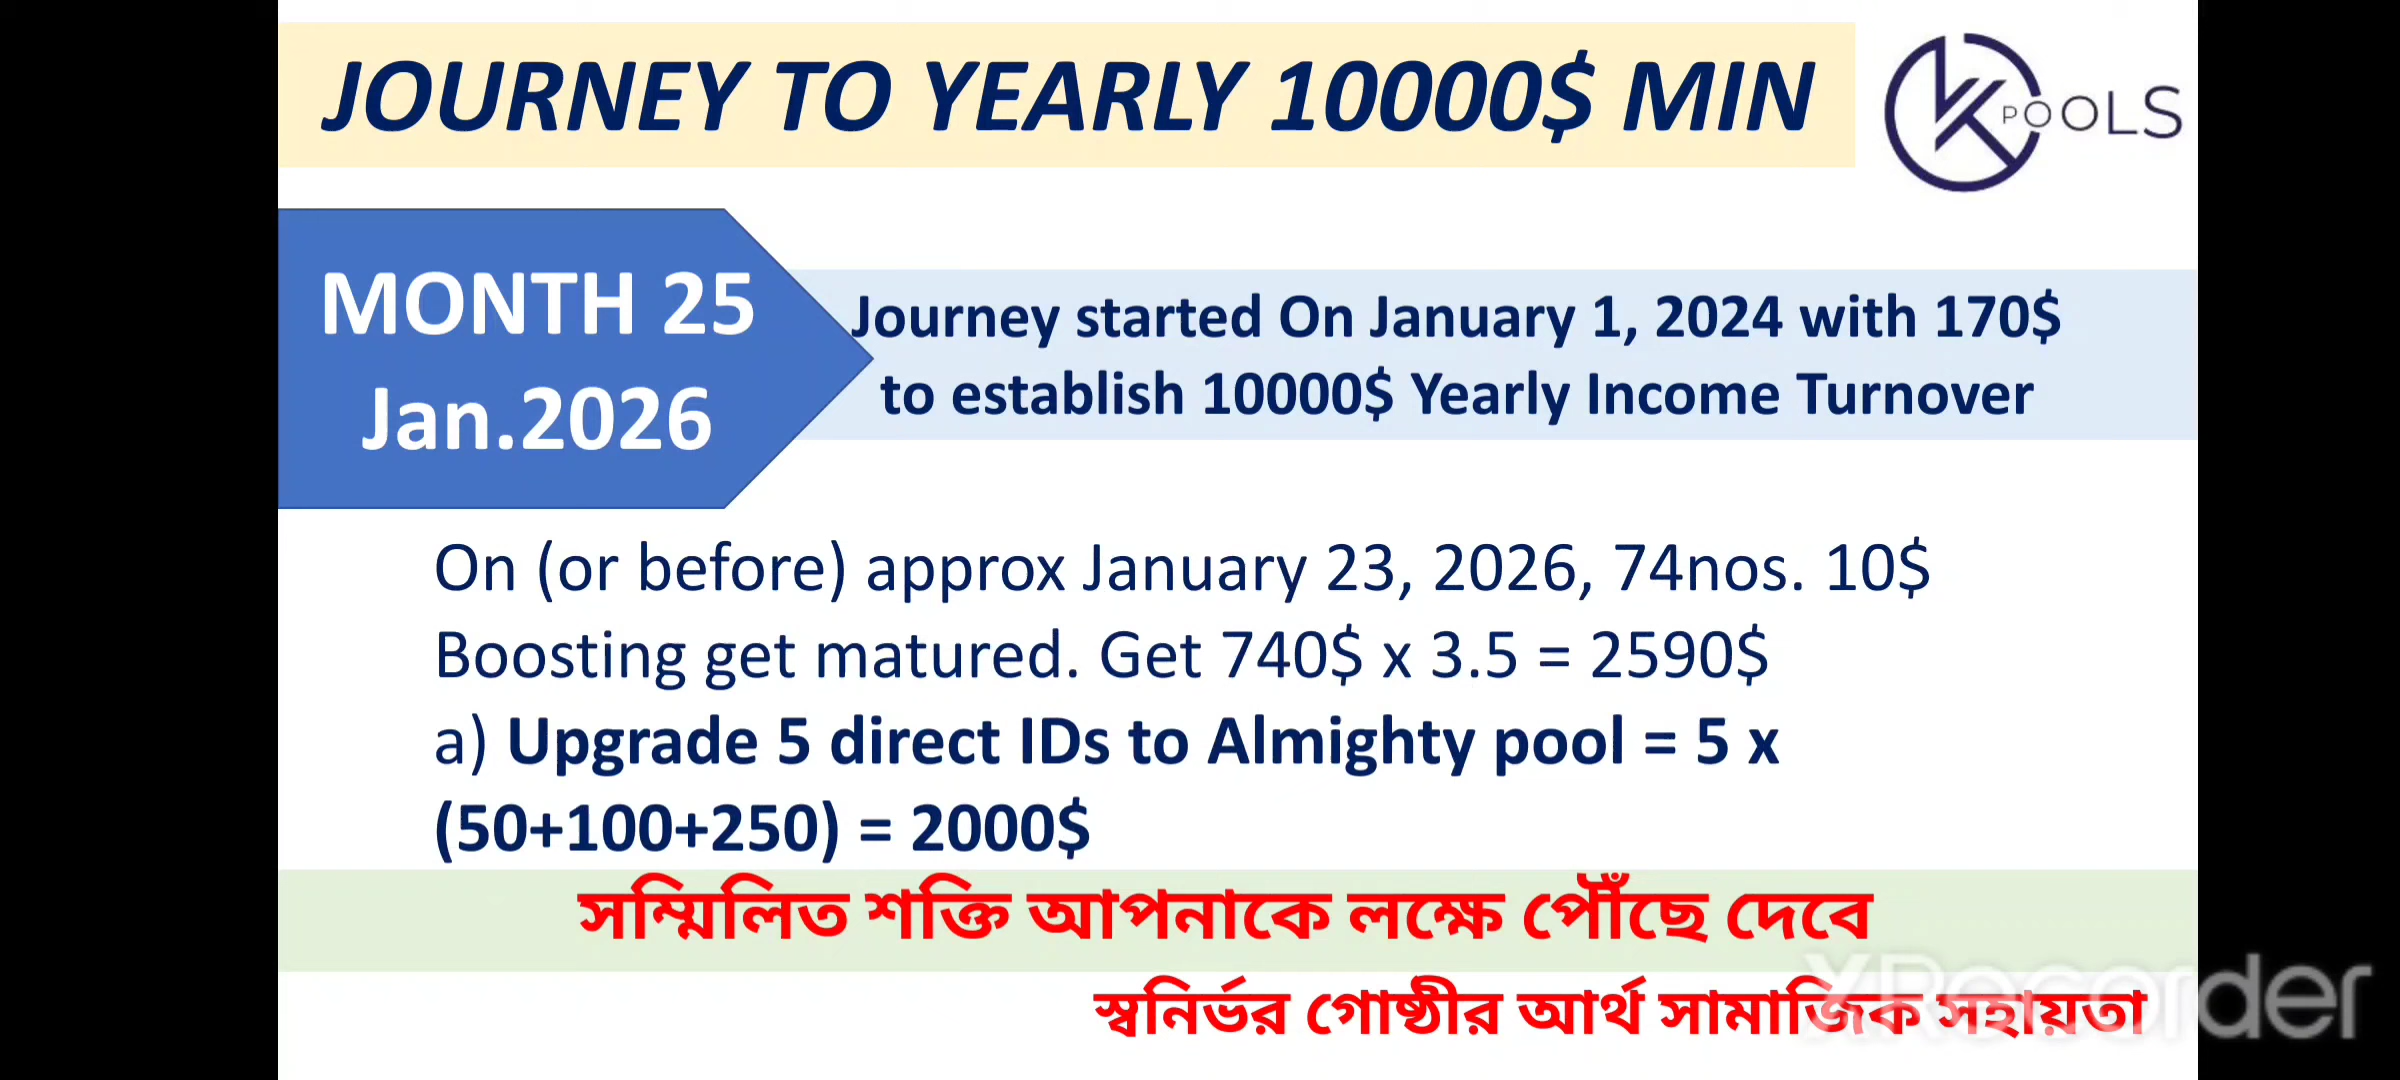 JOURNEY TO YEARLY 10000$ MIN
K POOLS
MONTH 25
Jan.2026
Journey started On January 1, 2024 with 170$
to establish 10000$ Yearly Income Turnover
On (or before) approx January 23, 2026, 74nos. 10$
Boosting get matured. Get 740$ x 3.5 = 2590$
a) Upgrade 5 direct IDs to Almighty pool = 5 x
(50+100+250) = 2000$
সম্মিলিত শক্তি আপনাকে লক্ষে পৌঁছে দেবে
স্বনির্ভর গোষ্ঠীর আর্থ সামাজিক সহায়তা
XRecorder